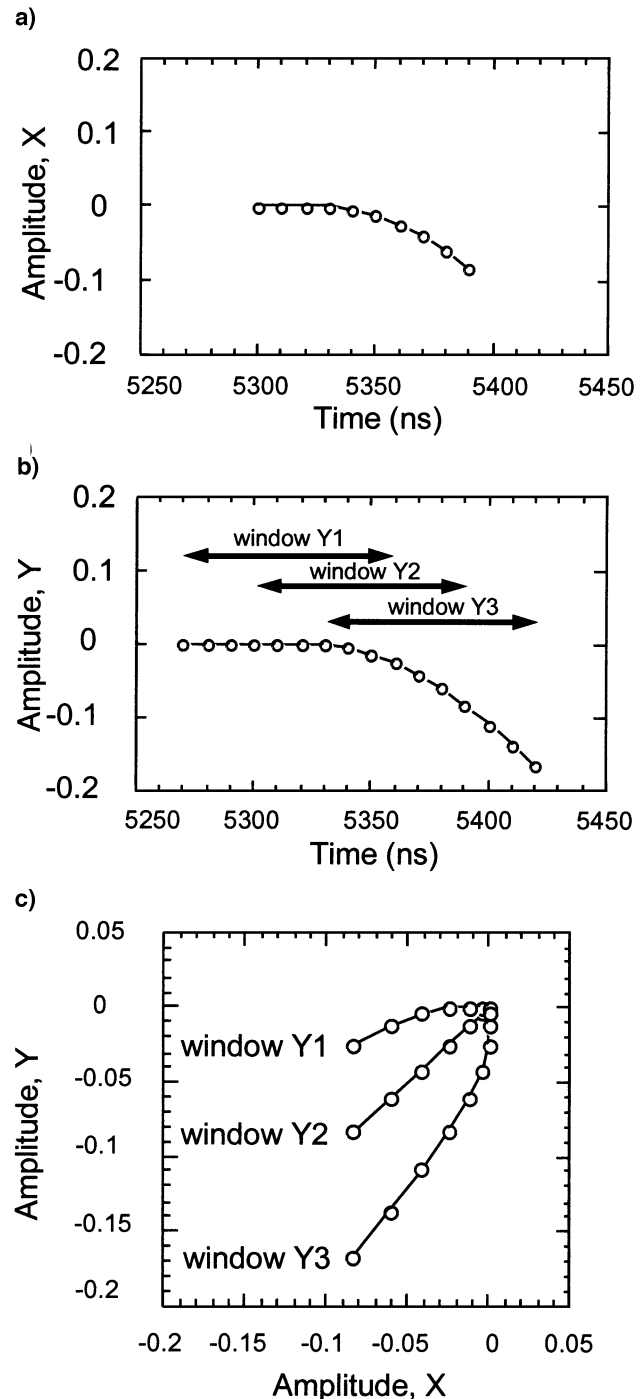 a)
0.2
0.1
0
-0.1
-0.2
Amplitude, X
5250 5300 5350 5400 5450
Time (ns)
b)
0.2
0.1
0
-0.1
-0.2
Amplitude, Y
window Y1
window Y2
window Y3
5250 5300 5350 5400 5450
Time (ns)
c)
0.05
0
-0.05
-0.1
-0.15
-0.2
Amplitude, Y
window Y1
window Y2
window Y3
-0.2 -0.1 -0.05 0 0.05
Amplitude, X